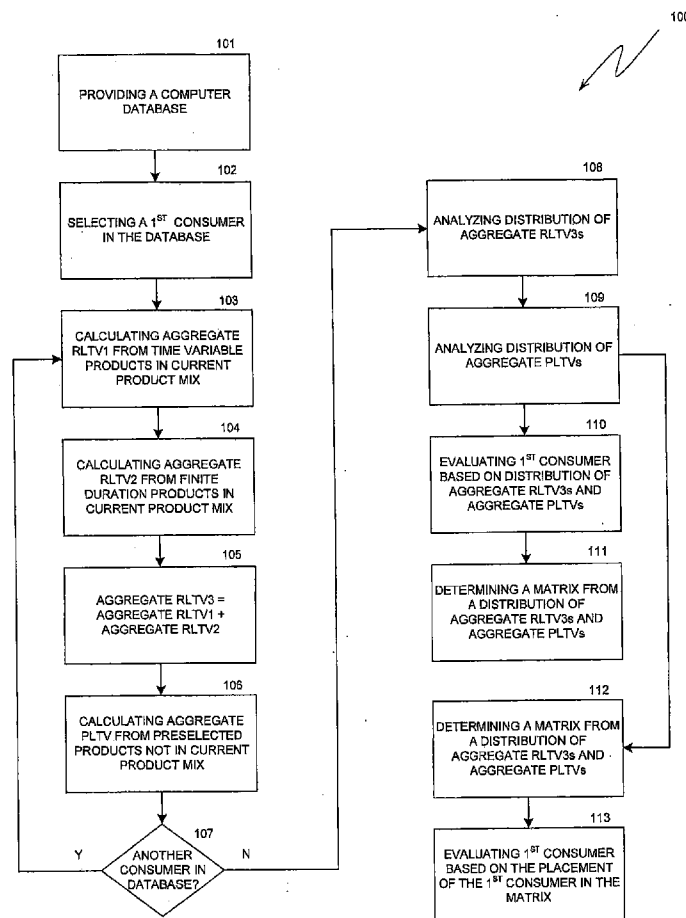 100
101
PROVIDING A COMPUTER
DATABASE
102
SELECTING A 1ST CONSUMER
IN THE DATABASE
103
CALCULATING AGGREGATE
RLTV1 FROM TIME VARIABLE
PRODUCTS IN CURRENT
PRODUCT MIX
104
CALCULATING AGGREGATE
RLTV2 FROM FINITE
DURATION PRODUCTS IN
CURRENT PRODUCT MIX
105
AGGREGATE RLTV3 =
AGGREGATE RLTV1 +
AGGREGATE RLTV2
106
CALCULATING AGGREGATE
PLTV FROM PRESELECTED
PRODUCTS NOT IN CURRENT
PRODUCT MIX
107
Y
ANOTHER
CONSUMER IN
DATABASE?
N
108
ANALYZING DISTRIBUTION OF
AGGREGATE RLTV3s
109
ANALYZING DISTRIBUTION OF
AGGREGATE PLTVs
110
EVALUATING 1ST CONSUMER
BASED ON DISTRIBUTION OF
AGGREGATE RLTV3s AND
AGGREGATE PLTVs
111
DETERMINING A MATRIX FROM
A DISTRIBUTION OF
AGGREGATE RLTV3s AND
AGGREGATE PLTVs
112
DETERMINING A MATRIX FROM
A DISTRIBUTION OF
AGGREGATE RLTV3s AND
AGGREGATE PLTVs
113
EVALUATING 1ST CONSUMER
BASED ON THE PLACEMENT
OF THE 1ST CONSUMER IN THE
MATRIX